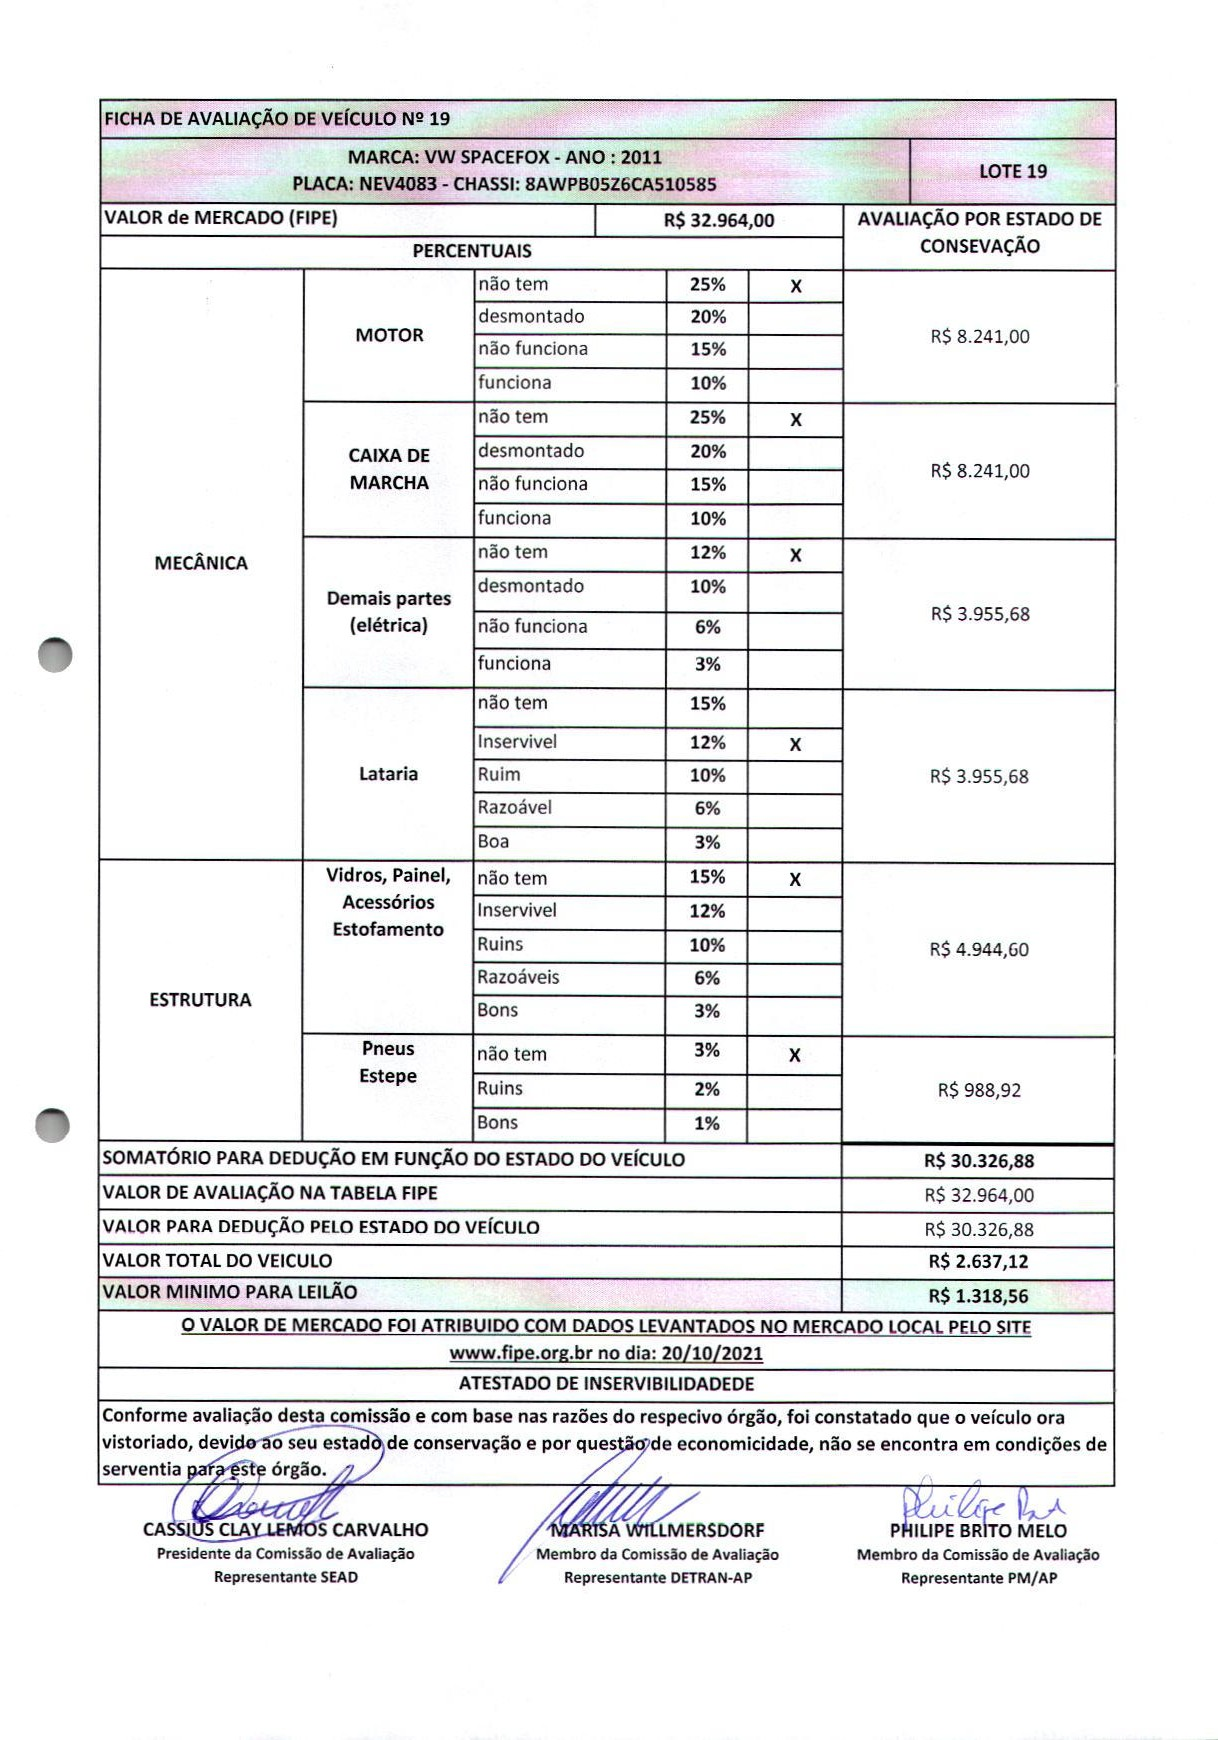 FICHA DE AVALIAÇÃO DE VEÍCULO Nº 19
MARCA: VW SPACEFOX - ANO : 2011
PLACA: NEV4083 - CHASSI: 8AWPB05Z6CA510585
LOTE 19
VALOR de MERCADO (FIPE) R$ 32.964,00
AVALIAÇÃO POR ESTADO DE
CONSEVAÇÃO
PERCENTUAIS
MECÂNICA
MOTOR
não tem 25% X
desmontado 20%
não funciona 15%
funciona 10%
R$ 8.241,00
CAIXA DE
MARCHA
não tem 25% X
desmontado 20%
não funciona 15%
funciona 10%
R$ 8.241,00
Demais partes
(elétrica)
não tem 12% X
desmontado 10%
não funciona 6%
funciona 3%
R$ 3.955,68
Lataria
não tem 15%
Inservivel 12% X
Ruim 10%
Razoável 6%
Boa 3%
R$ 3.955,68
ESTRUTURA
Vidros, Painel,
Acessórios
Estofamento
não tem 15% X
Inservivel 12%
Ruins 10%
Razoáveis 6%
Bons 3%
R$ 4.944,60
Pneus
Estepe
não tem 3% X
Ruins 2%
Bons 1%
R$ 988,92
SOMATÓRIO PARA DEDUÇÃO EM FUNÇÃO DO ESTADO DO VEÍCULO R$ 30.326,88
VALOR DE AVALIAÇÃO NA TABELA FIPE R$ 32.964,00
VALOR PARA DEDUÇÃO PELO ESTADO DO VEÍCULO R$ 30.326,88
VALOR TOTAL DO VEICULO R$ 2.637,12
VALOR MINIMO PARA LEILÃO R$ 1.318,56
O VALOR DE MERCADO FOI ATRIBUIDO COM DADOS LEVANTADOS NO MERCADO LOCAL PELO SITE
www.fipe.org.br no dia: 20/10/2021
ATESTADO DE INSERVIBILIDADEDE
Conforme avaliação desta comissão e com base nas razões do respecivo órgão, foi constatado que o veículo ora
vistoriado, devido ao seu estado de conservação e por questão de economicidade, não se encontra em condições de
serventia para este órgão.
CASSIUS CLAY LEMOS CARVALHO
Presidente da Comissão de Avaliação
Representante SEAD
MARISA WILLMERSDORF
Membro da Comissão de Avaliação
Representante DETRAN-AP
PHILIPE BRITO MELO
Membro da Comissão de Avaliação
Representante PM/AP